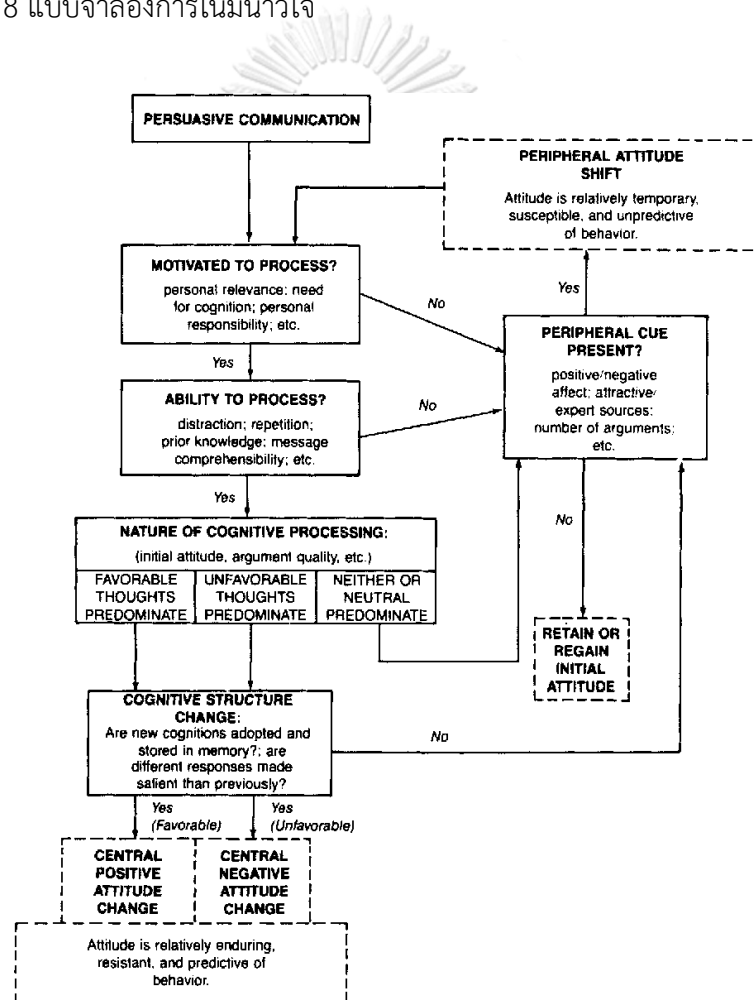 8 แบบจำลองการโน้มน้าวใจ
PERSUASIVE COMMUNICATION
PERIPHERAL ATTITUDE
SHIFT
Attitude is relatively temporary,
susceptible, and unpredictive
of behavior.
MOTIVATED TO PROCESS?
personal relevance; need
for cognition; personal
responsibility; etc.
No
Yes
PERIPHERAL CUE
PRESENT?
positive/negative
affect; attractive/
expert sources;
number of arguments;
etc.
Yes
ABILITY TO PROCESS?
distraction; repetition;
prior knowledge; message
comprehensibility; etc.
No
Yes
No
NATURE OF COGNITIVE PROCESSING:
(initial attitude, argument quality, etc.)
FAVORABLE
THOUGHTS
PREDOMINATE
UNFAVORABLE
THOUGHTS
PREDOMINATE
NEITHER OR
NEUTRAL
PREDOMINATE
RETAIN OR
REGAIN
INITIAL
ATTITUDE
COGNITIVE STRUCTURE
CHANGE:
Are new cognitions adopted and
stored in memory?; are
different responses made
salient than previously?
No
Yes
(Favorable)
Yes
(Unfavorable)
CENTRAL
POSITIVE
ATTITUDE
CHANGE
CENTRAL
NEGATIVE
ATTITUDE
CHANGE
Attitude is relatively enduring,
resistant, and predictive of
behavior.